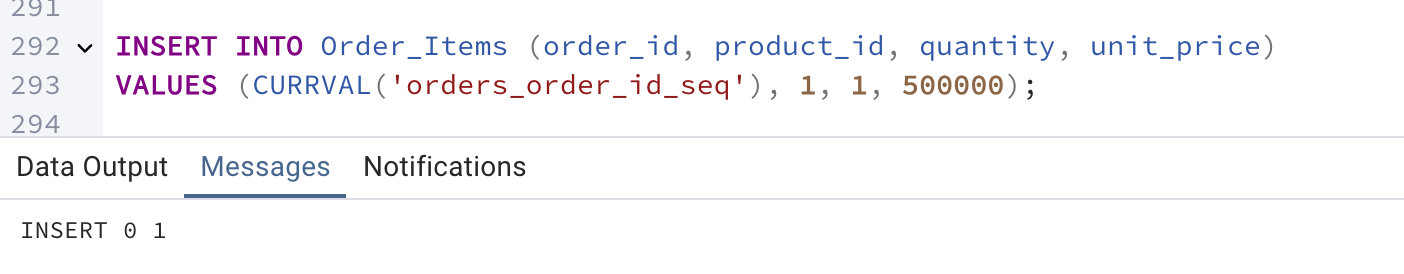 291
292 INSERT INTO Order_Items (order_id, product_id, quantity, unit_price)
293 VALUES (CURRVAL('orders_order_id_seq'), 1, 1, 500000);
294
Data Output Messages Notifications
INSERT 0 1